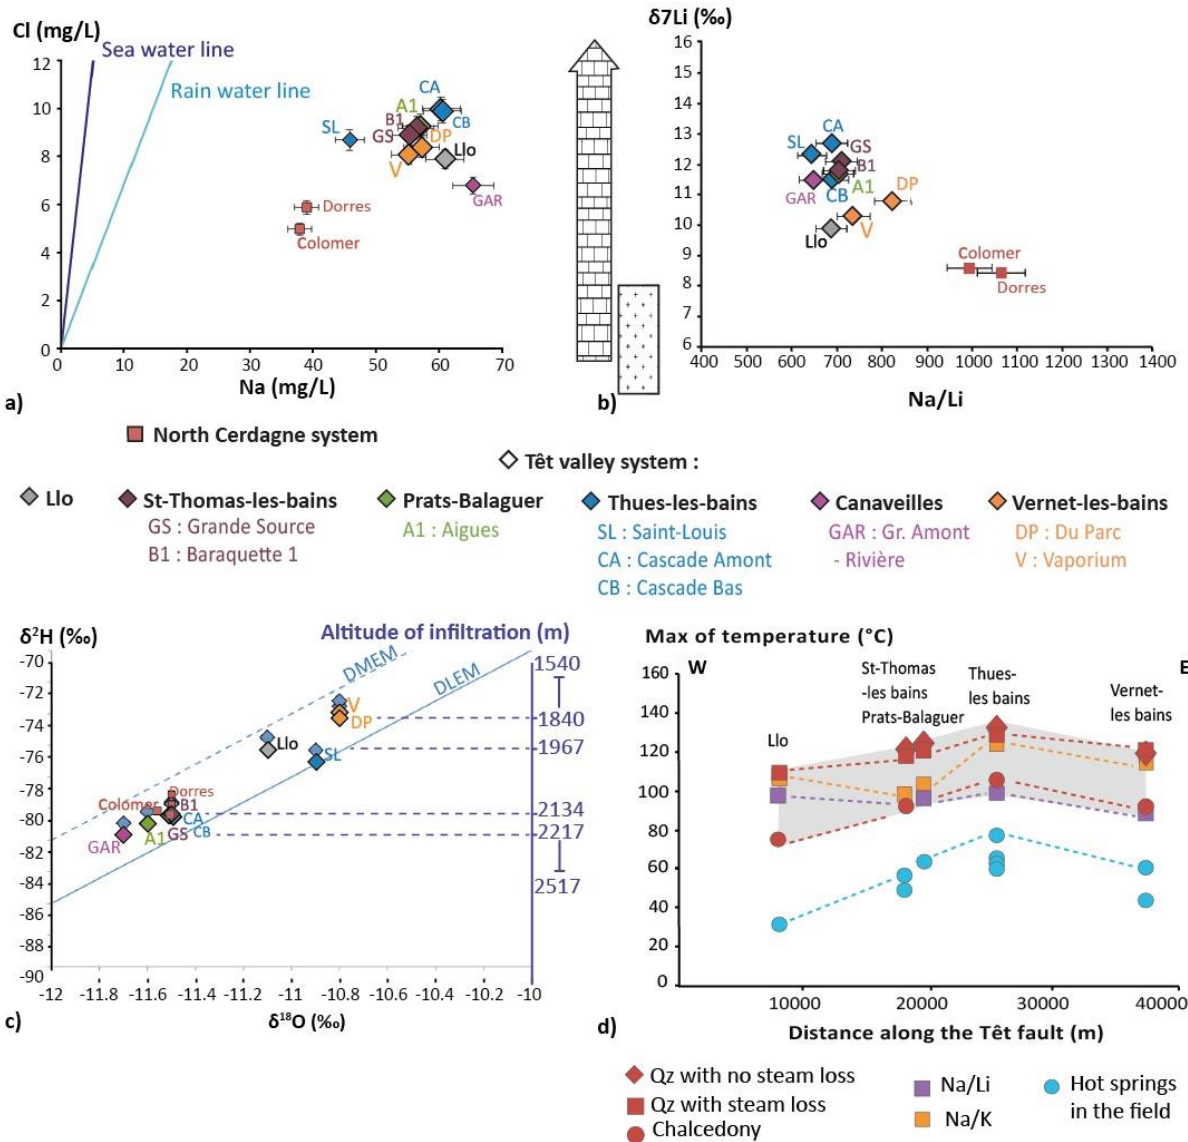 Cl (mg/L)
Sea water line
Rain water line
12
10
8
6
4
2
0
0
10
20
30
40
50
60
70
Na (mg/L)
CA
A1
B1
CB
SL
GS
DP
Llo
V
GAR
Dorres
Colomer
a)
δ7Li (‰)
16
15
14
13
12
11
10
9
8
7
6
400
500
600
700
800
900
1000
1100
1200
1300
1400
Na/Li
CA
SL
GS
B1
GAR
CB
A1
DP
V
Llo
Colomer
Dorres
b)
North Cerdagne system
Têt valley system :
Llo
St-Thomas-les-bains
GS : Grande Source
B1 : Baraquette 1
Prats-Balaguer
A1 : Aigues
Thues-les-bains
SL : Saint-Louis
CA : Cascade Amont
CB : Cascade Bas
Canaveilles
GAR : Gr. Amont
- Rivière
Vernet-les-bains
DP : Du Parc
V : Vaporium
δ²H (‰)
Altitude of infiltration (m)
-70
-72
-74
-76
-78
-80
-82
-84
-86
-88
-90
DMEM
DLEM
1540
1840
1967
2134
2217
2517
V
DP
Llo
SL
Dorres
Colomer
B1
CA
A1
GS
CB
GAR
-12
-11.8
-11.6
-11.4
-11.2
-11
-10.8
-10.6
-10.4
-10.2
-10
δ¹⁸O (‰)
c)
Max of temperature (°C)
160
140
120
100
80
60
40
20
0
W
E
Llo
St-Thomas
-les bains
Prats-Balaguer
Thues-
les bains
Vernet-
les bains
10000
20000
30000
40000
Distance along the Têt fault (m)
d)
Qz with no steam loss
Qz with steam loss
Chalcedony
Na/Li
Na/K
Hot springs
in the field